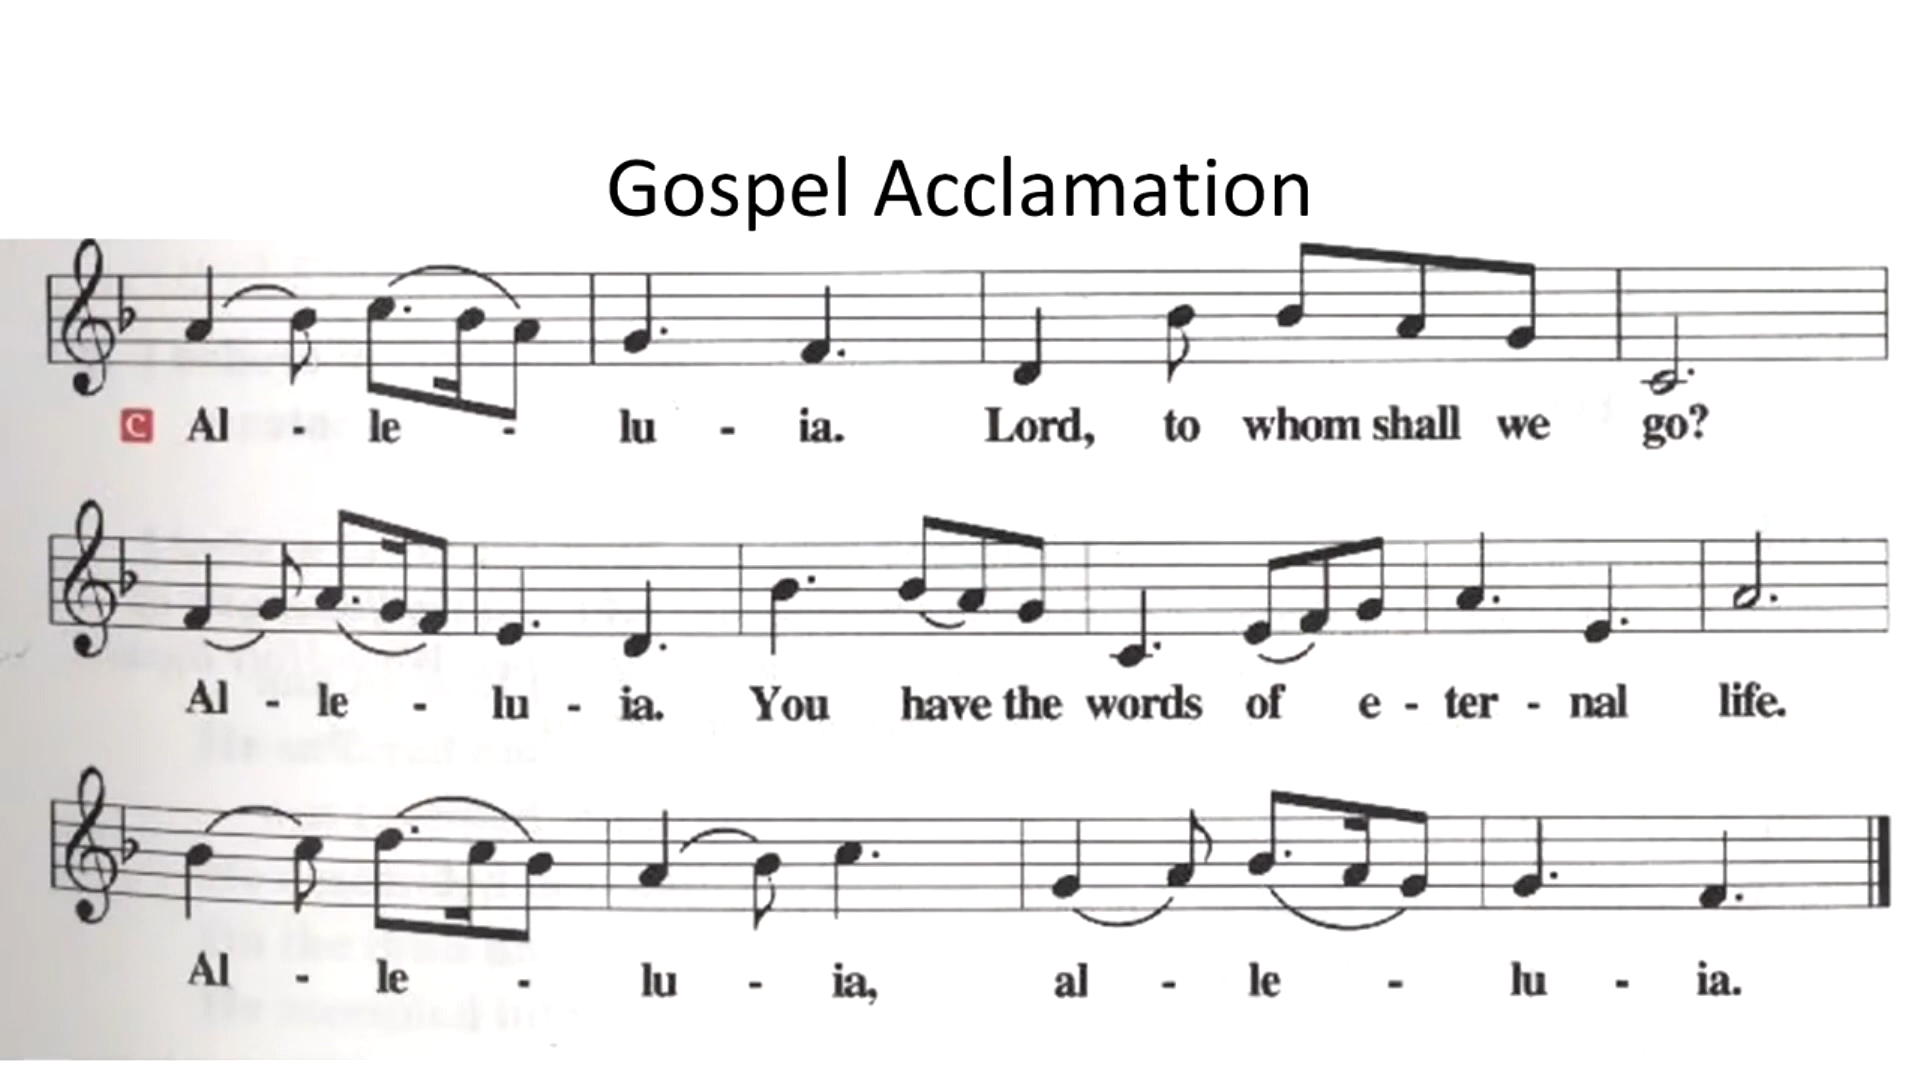 Gospel Acclamation
C Al - le - lu - ia. Lord, to whom shall we go?
Al - le - lu - ia. You have the words of e - ter - nal life.
Al - le - lu - ia, al - le - lu - ia.